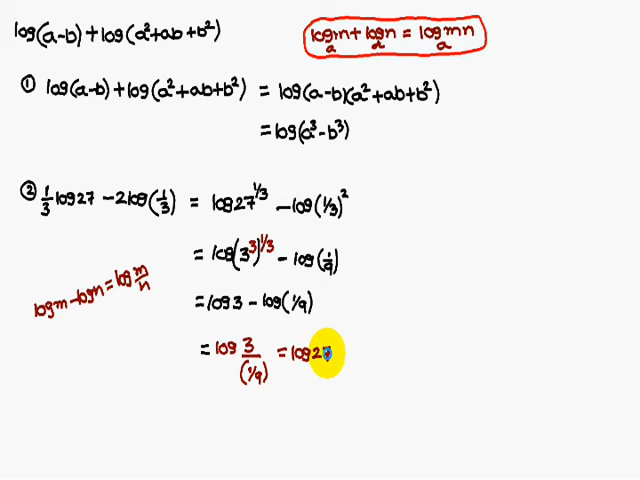 log(a-b)+log(a²+ab+b²)
logₐm+logₐn = logₐmn
① log(a-b)+log(a²+ab+b²) = log(a-b)(a²+ab+b²)
= log(a³-b³)
② 1/3 log27 - 2log(1/3) = log27^1/3 - log(1/3)²
= log(3³)^1/3 - log(1/9)
logm-logn=log m/n
= log3 - log(1/9)
= log 3/(1/9) = log2